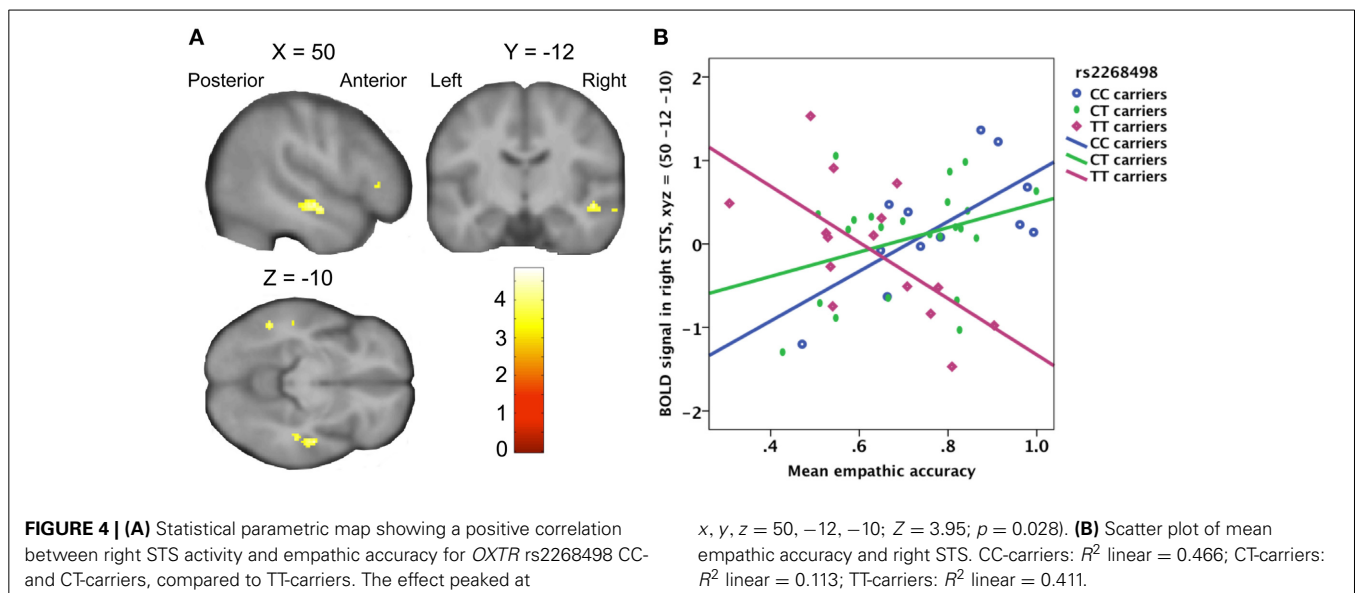 A
X = 50
Y = -12
Posterior
Anterior
Left
Right
Z = -10
4
3
2
1
0
B
BOLD signal in right STS, xyz = (50 -12 -10)
2
1
0
-1
-2
.4
.6
.8
1.0
Mean empathic accuracy
rs2268498
CC carriers
CT carriers
TT carriers
CC carriers
CT carriers
TT carriers
FIGURE 4 | (A) Statistical parametric map showing a positive correlation
between right STS activity and empathic accuracy for OXTR rs2268498 CC-
and CT-carriers, compared to TT-carriers. The effect peaked at
x, y, z = 50, −12, −10; Z = 3.95; p = 0.028). (B) Scatter plot of mean
empathic accuracy and right STS. CC-carriers: R² linear = 0.466; CT-carriers:
R² linear = 0.113; TT-carriers: R² linear = 0.411.